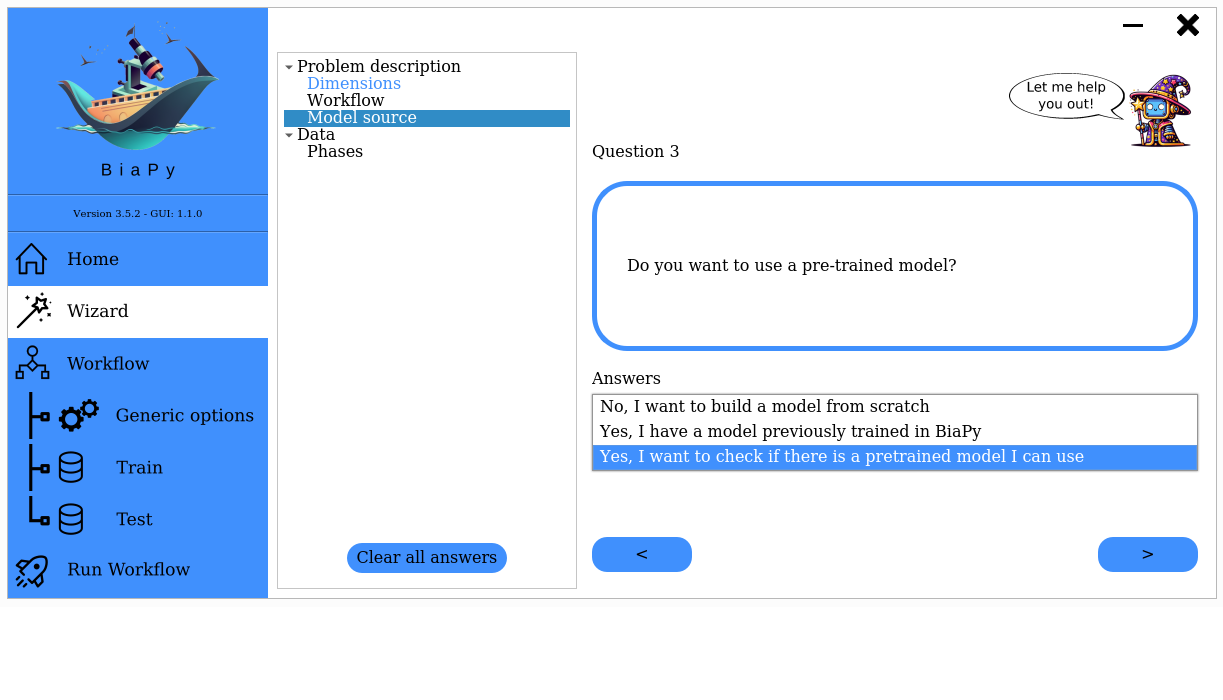 BiaPy
Version 3.5.2 - GUI: 1.1.0
Home
Wizard
Workflow
Generic options
Train
Test
Run Workflow
Problem description
Dimensions
Workflow
Model source
Data
Phases
Clear all answers
Let me help
you out!
Question 3
Do you want to use a pre-trained model?
Answers
No, I want to build a model from scratch
Yes, I have a model previously trained in BiaPy
Yes, I want to check if there is a pretrained model I can use
<
>